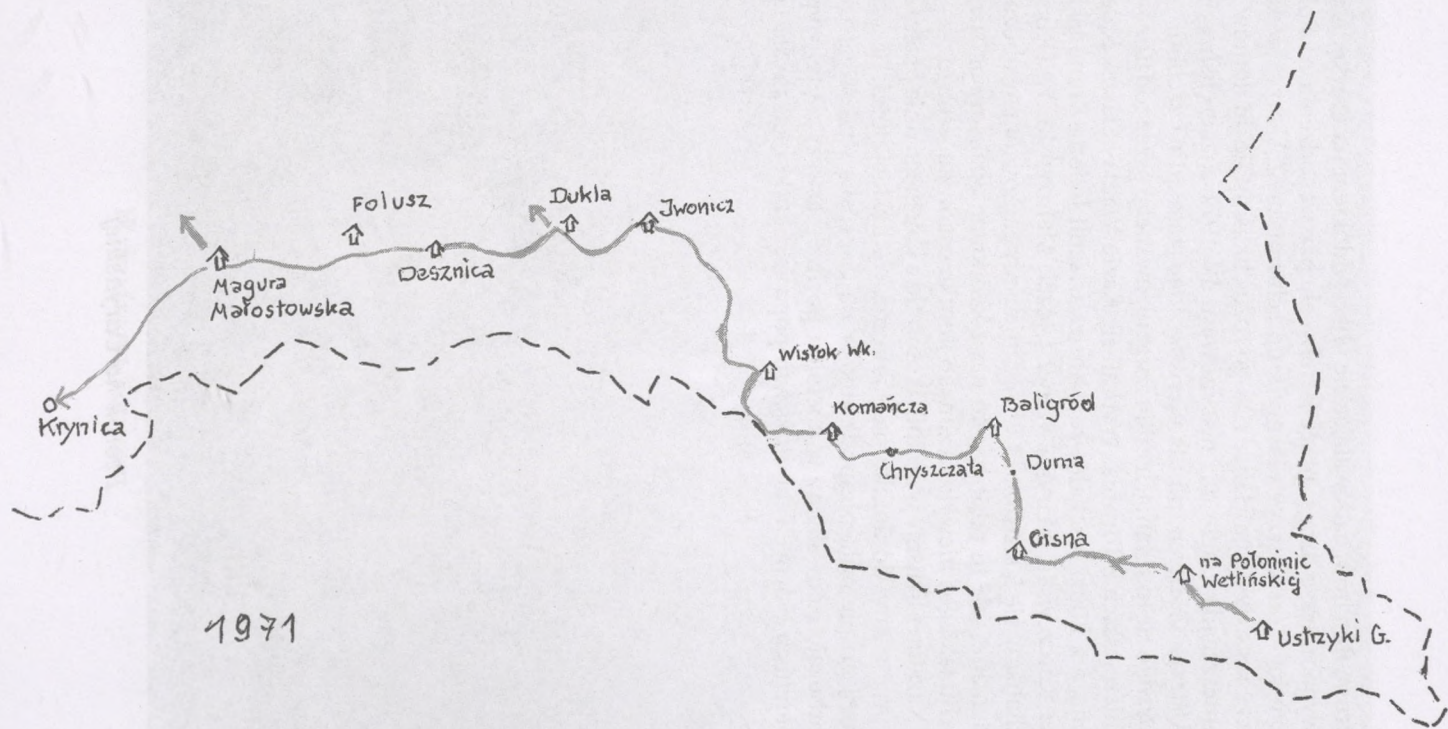 Folusz
Dukla
Jwonicz
Magura
Małostowska
Desznica
Krynica
Wisłok Wk.
Komańcza
Baligród
Chryszczata
Duma
Cisna
na Połoninie
Wetlińskiej
Ustrzyki G.
1971